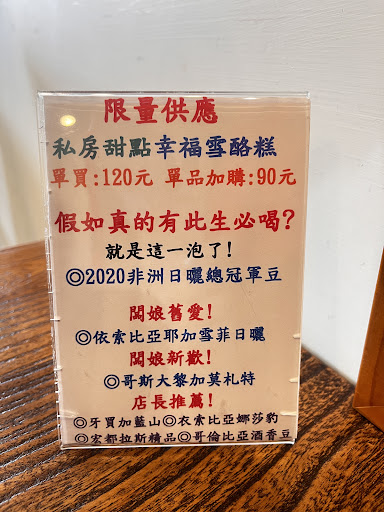 限量供應
私房甜點幸福雪酪糕
單買:120元 單品加購:90元
假如真的有此生必喝?
就是這一泡了!
◎2020非洲日曬總冠軍豆
闆娘舊愛!
◎依索比亞耶加雪菲日曬
闆娘新歡!
◎哥斯大黎加莫札特
店長推薦!
◎牙買加藍山◎衣索比亞娜莎豹
◎宏都拉斯精品◎哥倫比亞酒香豆